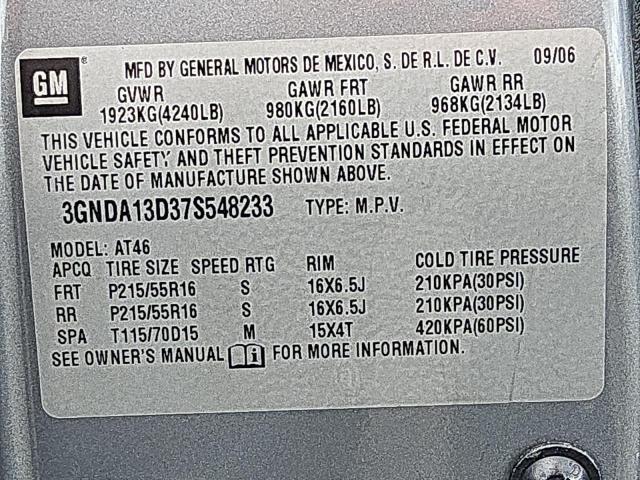 GM ®
MFD BY GENERAL MOTORS DE MEXICO, S. DE R.L. DE C.V. 09/06
GVWR GAWR FRT GAWR RR
1923KG(4240LB) 980KG(2160LB) 968KG(2134LB)
THIS VEHICLE CONFORMS TO ALL APPLICABLE U.S. FEDERAL MOTOR
VEHICLE SAFETY AND THEFT PREVENTION STANDARDS IN EFFECT ON
THE DATE OF MANUFACTURE SHOWN ABOVE.
3GNDA13D37S548233 TYPE: M.P.V.
MODEL: AT46
APCQ TIRE SIZE SPEED RTG RIM COLD TIRE PRESSURE
FRT P215/55R16 S 16X6.5J 210KPA(30PSI)
RR P215/55R16 S 16X6.5J 210KPA(30PSI)
SPA T115/70D15 M 15X4T 420KPA(60PSI)
SEE OWNER'S MANUAL i FOR MORE INFORMATION.